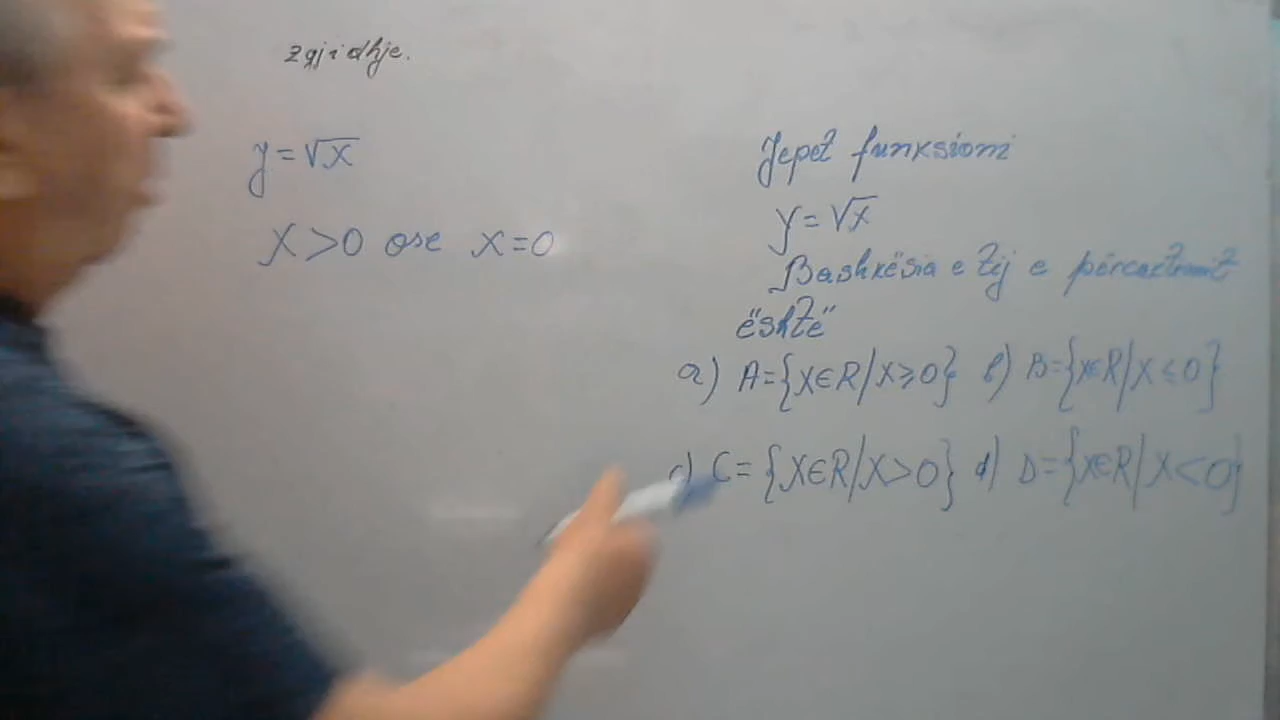 zgjidhje.
y = √x
x > 0 ose x = 0
Jepet funksioni
y = √x
Bashkësia e tij e përcaktimit
është
a) A = {x∈R/x ≥ 0} b) B = {x∈R/x ≤ 0}
c) C = {x∈R/x > 0} d) D = {x∈R/x < 0}